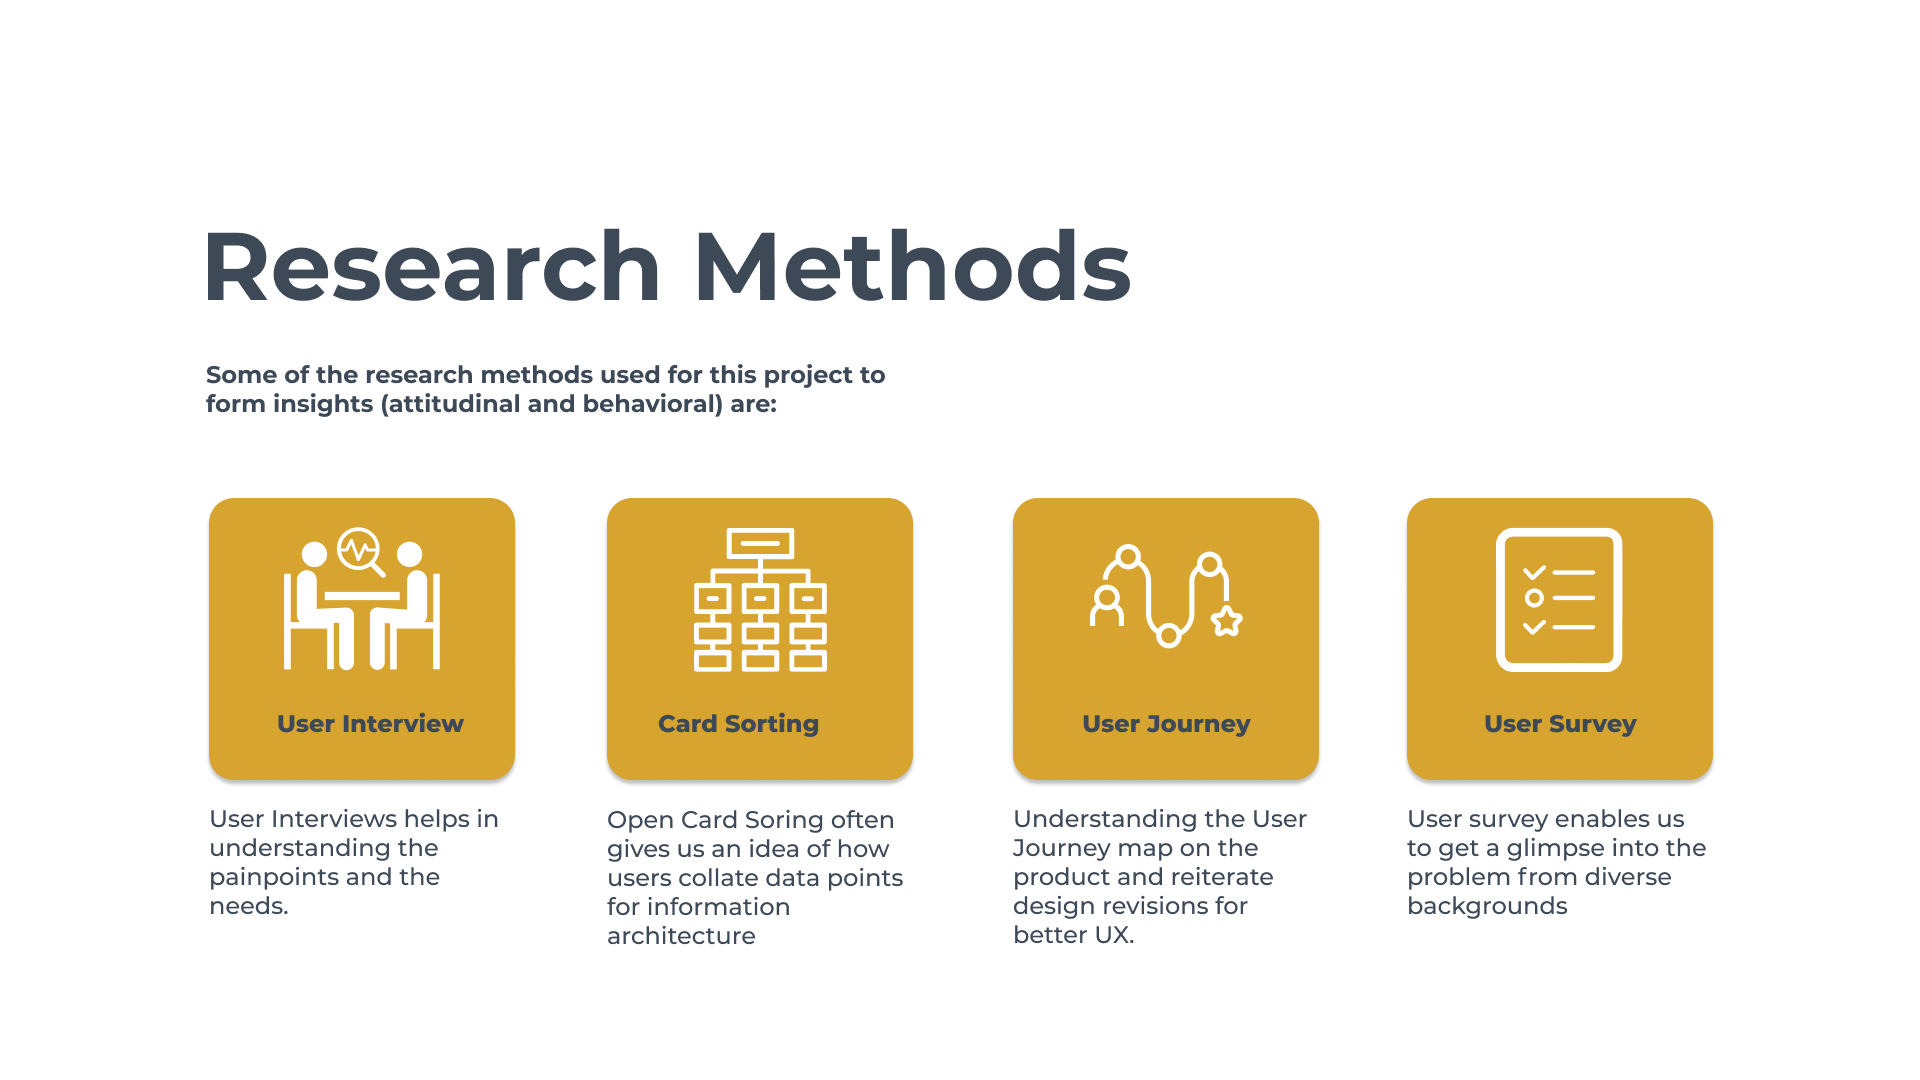 Research Methods
Some of the research methods used for this project to
form insights (attitudinal and behavioral) are:
User Interview
User Interviews helps in
understanding the
painpoints and the
needs.
Card Sorting
Open Card Soring often
gives us an idea of how
users collate data points
for information
architecture
User Journey
Understanding the User
Journey map on the
product and reiterate
design revisions for
better UX.
User Survey
User survey enables us
to get a glimpse into the
problem from diverse
backgrounds